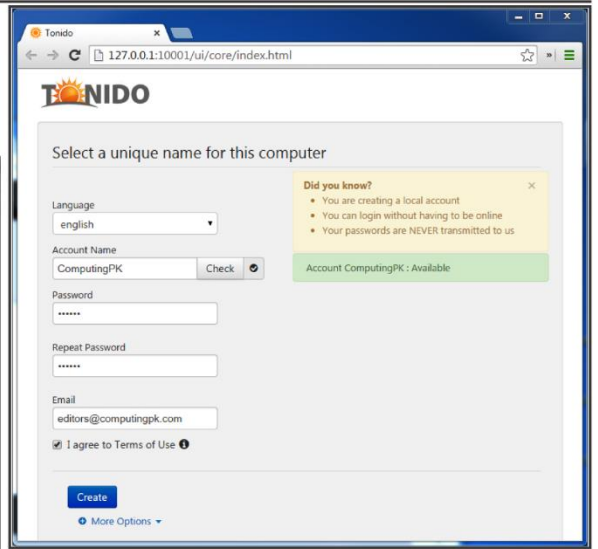 Tonido
127.0.0.1:10001/ui/core/index.html
TONIDO
Select a unique name for this computer
Did you know?
• You are creating a local account
• You can login without having to be online
• Your passwords are NEVER transmitted to us
Account ComputingPK : Available
Language
english
Account Name
ComputingPK Check
Password
••••••
Repeat Password
••••••
Email
editors@computingpk.com
I agree to Terms of Use
Create
More Options